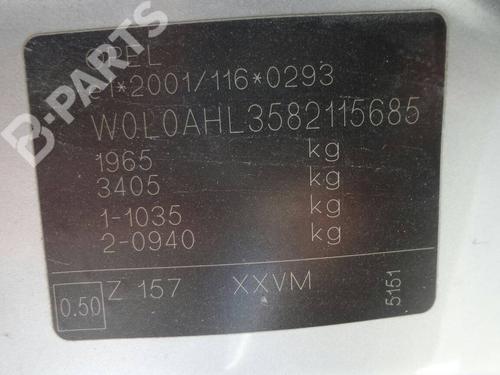 B-PARTS
OPEL
e1*2001/116*0293
W0L0AHL3582115685
1965 kg
3405 kg
1-1035 kg
2-0940 kg
0.50 Z 157 XXVM 5151